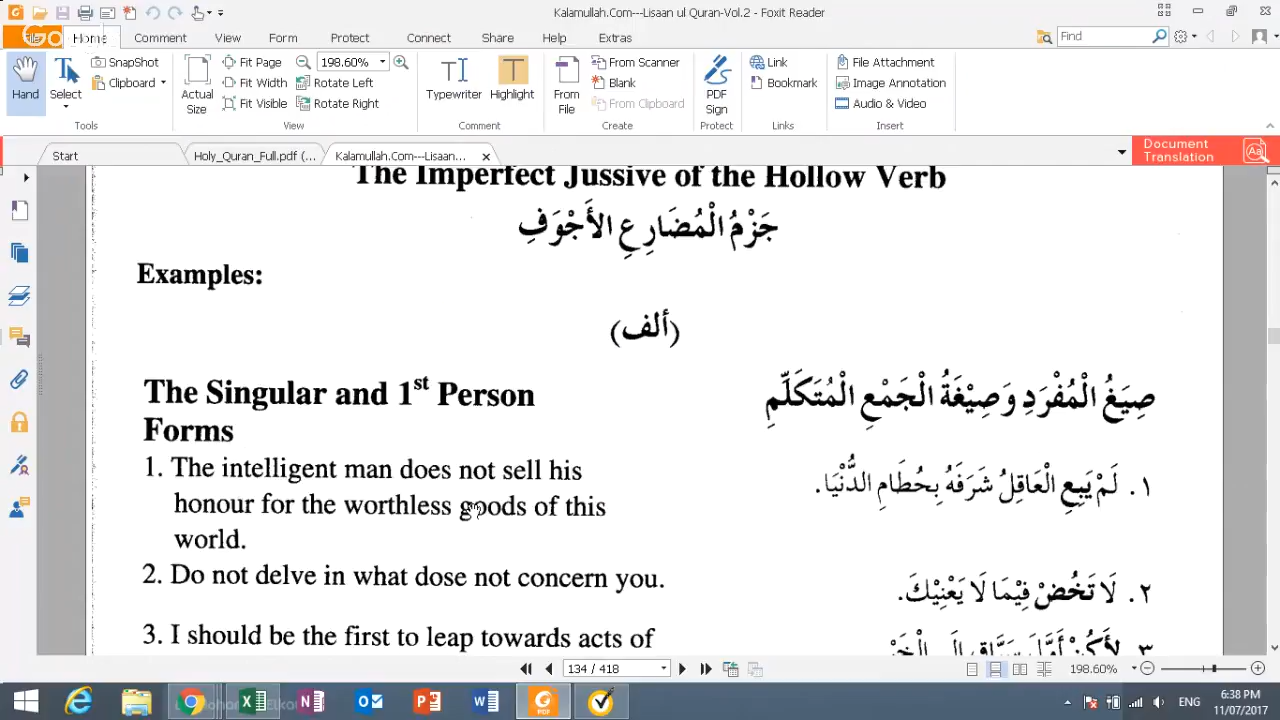 Kalamullah.Com---Lisaan ul Quran-Vol.2 - Foxit Reader
File Home Comment View Form Protect Connect Share Help Extras Find
SnapShot Fit Page 198.60% From Scanner Link File Attachment
Clipboard Fit Width Rotate Left Blank Bookmark Image Annotation
Hand Select Actual Size Fit Visible Rotate Right Typewriter Highlight From File From Clipboard PDF Sign Audio & Video
Tools View Comment Create Protect Links Insert
Start Holy_Quran_Full.pdf (... Kalamullah.Com---Lisaan... Document Translation
The Imperfect Jussive of the Hollow Verb
جَزْمُ الْمُضَارِعِ الأَجْوَفِ
Examples:
(ألف)
The Singular and 1st Person Forms
صِيَغُ الْمُفْرَدِ وَصِيْغَةُ الْجَمْعِ الْمُتَكَلِّمِ
1. The intelligent man does not sell his
honour for the worthless goods of this
world.
١. لَمْ يَبِعِ الْعَاقِلُ شَرَفَهُ بِحُطَامِ الدُّنْيَا.
2. Do not delve in what dose not concern you.
٢. لَا تَخُضْ فِيْمَا لَا يَعْنِيْكَ.
3. I should be the first to leap towards acts of
134 / 418 198.60%
ENG 6:38 PM
11/07/2017